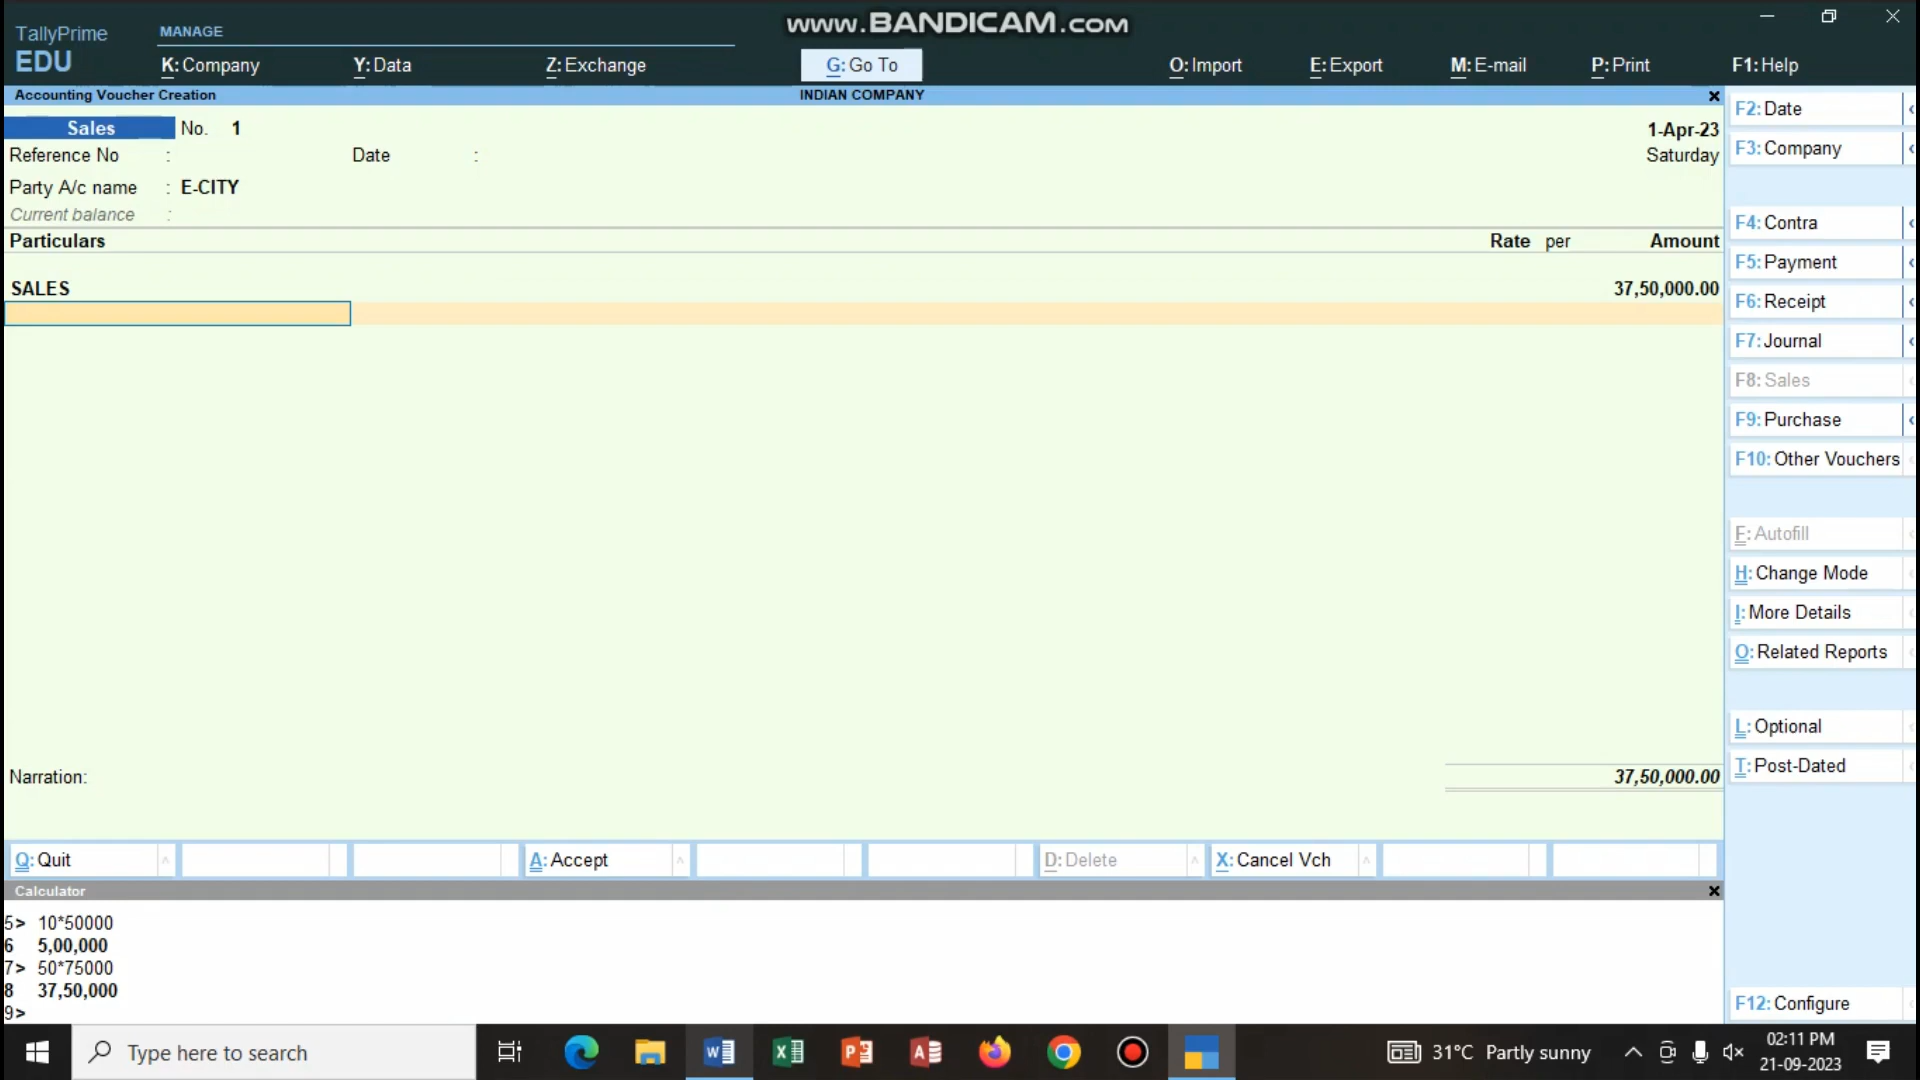 www.BANDICAM.com
TallyPrime
EDU
MANAGE
K: Company
Y: Data
Z: Exchange
G: Go To
O: Import
E: Export
M: E-mail
P: Print
F1: Help
Accounting Voucher Creation
INDIAN COMPANY
Sales No. 1
1-Apr-23
Reference No : Date :
Saturday
Party A/c name : E-CITY
Current balance :
Particulars Rate per Amount
SALES 37,50,000.00
Narration: 37,50,000.00
Q: Quit
A: Accept
D: Delete
X: Cancel Vch
F2: Date
F3: Company
F4: Contra
F5: Payment
F6: Receipt
F7: Journal
F8: Sales
F9: Purchase
F10: Other Vouchers
F: Autofill
H: Change Mode
I: More Details
O: Related Reports
L: Optional
T: Post-Dated
F12: Configure
Calculator
5> 10*50000
6 5,00,000
7> 50*75000
8 37,50,000
9>
Type here to search
31°C Partly sunny
02:11 PM
21-09-2023